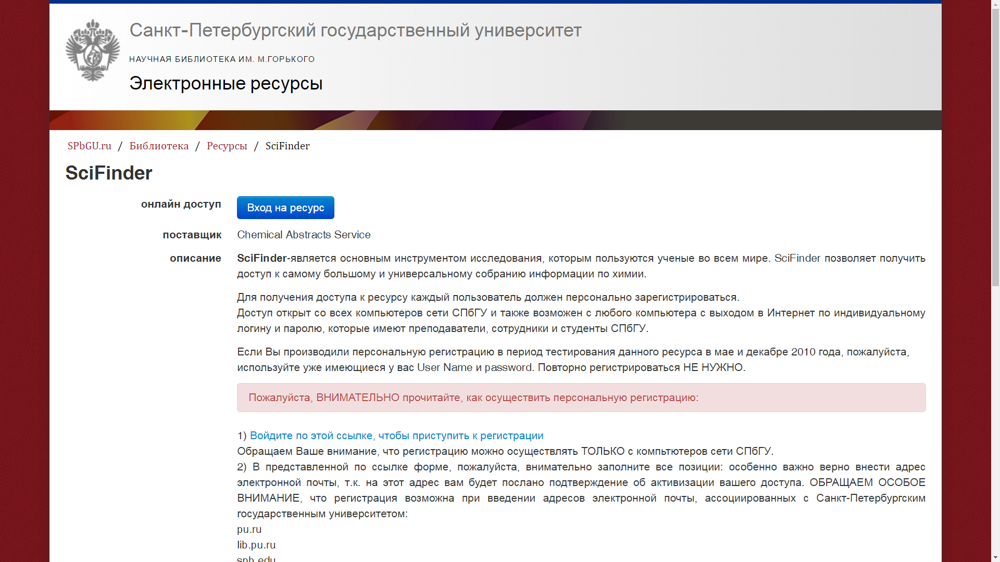 Санкт-Петербургский государственный университет
НАУЧНАЯ БИБЛИОТЕКА ИМ. М.ГОРЬКОГО
Электронные ресурсы
SPbGU.ru / Библиотека / Ресурсы / SciFinder
SciFinder
онлайн доступ
Вход на ресурс
поставщик
Chemical Abstracts Service
описание
SciFinder-является основным инструментом исследования, которым пользуются ученые во всем мире. SciFinder позволяет получить
доступ к самому большому и универсальному собранию информации по химии.
Для получения доступа к ресурсу каждый пользователь должен персонально зарегистрироваться.
Доступ открыт со всех компьютеров сети СПбГУ и также возможен с любого компьютера с выходом в Интернет по индивидуальному
логину и паролю, которые имеют преподаватели, сотрудники и студенты СПбГУ.
Если Вы производили персональную регистрацию в период тестирования данного ресурса в мае и декабре 2010 года, пожалуйста,
используйте уже имеющиеся у вас User Name и password. Повторно регистрироваться НЕ НУЖНО.
Пожалуйста, ВНИМАТЕЛЬНО прочитайте, как осуществить персональную регистрацию:
1) Войдите по этой ссылке, чтобы приступить к регистрации
Обращаем Ваше внимание, что регистрацию можно осуществлять ТОЛЬКО с компьтютеров сети СПбГУ.
2) В представленной по ссылке форме, пожалуйста, внимательно заполните все позиции: особенно важно верно внести адрес
электронной почты, т.к. на этот адрес вам будет послано подтверждение об активизации вашего доступа. ОБРАЩАЕМ ОСОБОЕ
ВНИМАНИЕ, что регистрация возможна при введении адресов электронной почты, ассоциированных с Санкт-Петербургским
государственным университетом:
pu.ru
lib.pu.ru
spb.edu